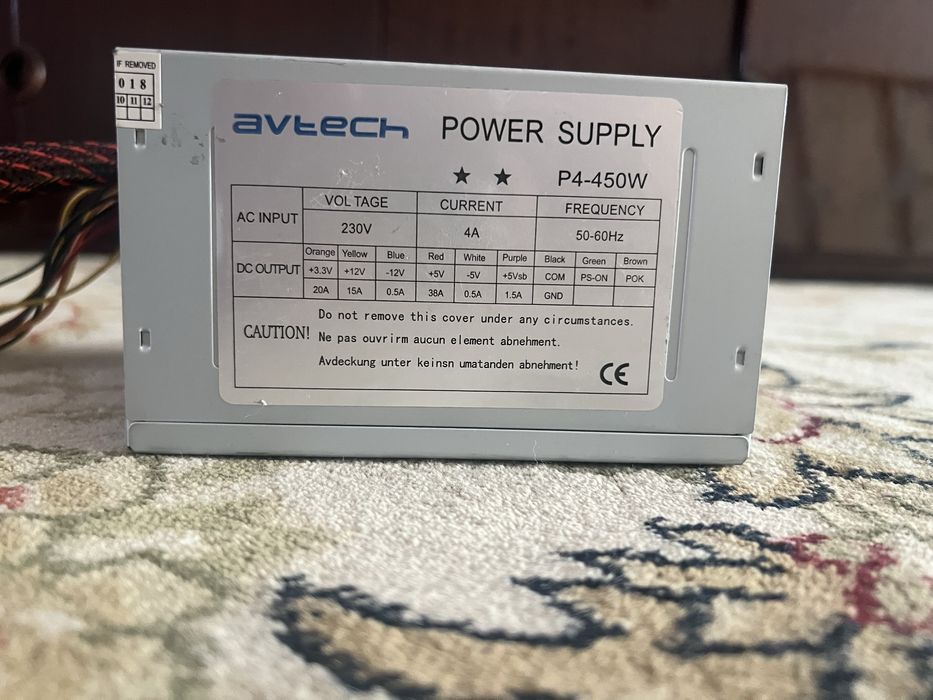 IF REMOVED
0 1 8
10 11 12
avtech POWER SUPPLY
★ ★ P4-450W
AC INPUT VOL TAGE CURRENT FREQUENCY
230V 4A 50-60Hz
DC OUTPUT Orange Yellow Blue Red White Purple Black Green Brown
+3.3V +12V -12V +5V -5V +5Vsb COM PS-ON POK
20A 15A 0.5A 38A 0.5A 1.5A GND
CAUTION! Do not remove this cover under any circumstances.
Ne pas ouvrirm aucun element abnehment.
Avdeckung unter keinsn umatanden abnehment!
CE